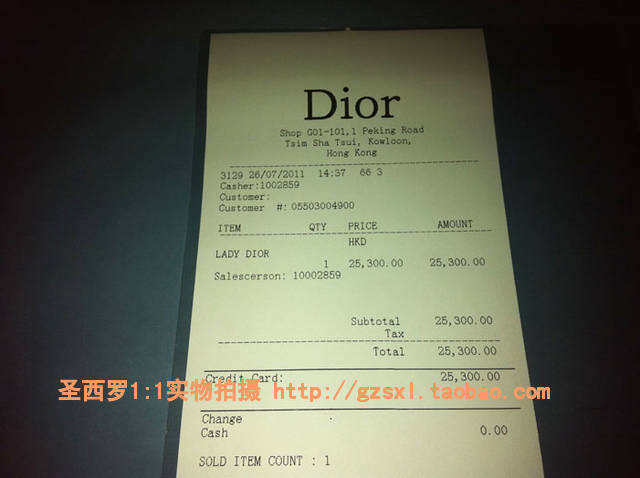 Dior
Shop G01-101,1 Peking Road
Tsim Sha Tsui, Kowloon,
Hong Kong
3129 26/07/2011 14:37 66 3
Casher:1002859
Customer:
Customer #: 05503004900
ITEM QTY PRICE AMOUNT
HKD
LADY DIOR
1 25,300.00 25,300.00
Salescerson: 10002859
Subtotal 25,300.00
Tax
Total 25,300.00
Credit Card: 25,300.00
圣西罗1:1实物拍摄 http://gzsxl.taobao.com
Change
Cash 0.00
SOLD ITEM COUNT : 1